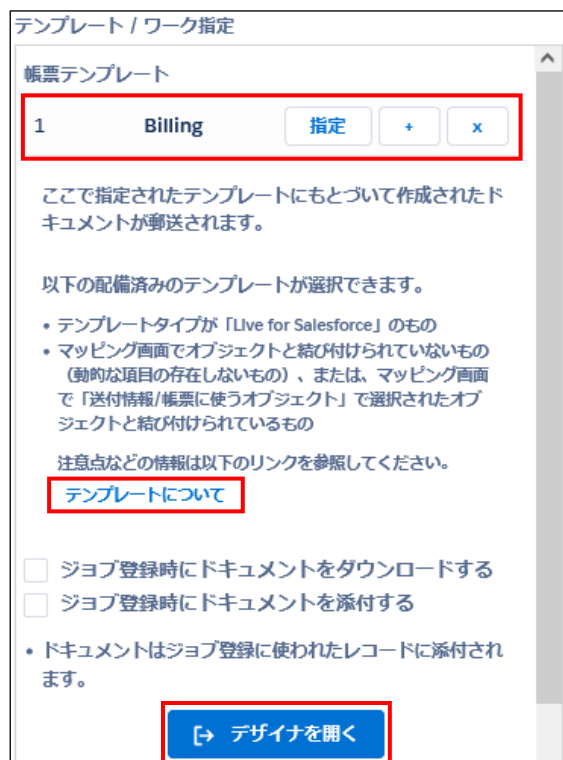 テンプレート / ワーク指定
帳票テンプレート
1 Billing 指定 + x
ここで指定されたテンプレートにもとづいて作成されたド
キュメントが郵送されます。
以下の配備済みのテンプレートが選択できます。
• テンプレートタイプが「Live for Salesforce」のもの
• マッピング画面でオブジェクトと結び付けられていないもの
（動的な項目の存在しないもの）、または、マッピング画面
で「送付情報/帳票に使うオブジェクト」で選択されたオブ
ジェクトと結び付けられているもの
注意点などの情報は以下のリンクを参照してください。
テンプレートについて
ジョブ登録時にドキュメントをダウンロードする
ジョブ登録時にドキュメントを添付する
• ドキュメントはジョブ登録に使われたレコードに添付され
ます。
デザイナを開く